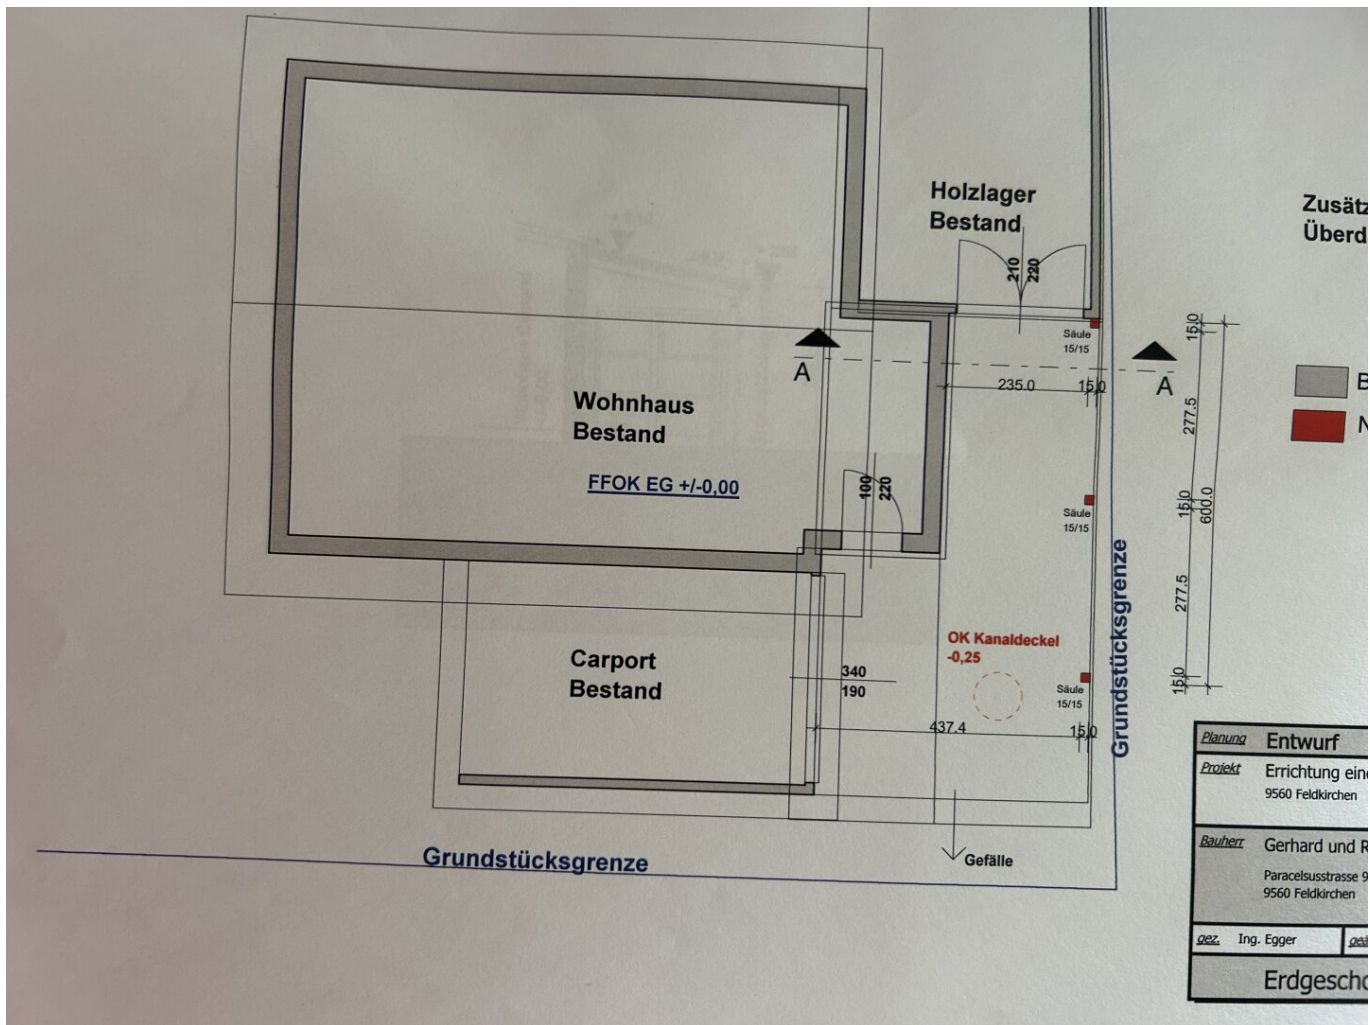 Holzlager
Bestand
210
220
Zusätz
Überd
Säule
15/15
A
A
235.0
15,0
B
N
Wohnhaus
Bestand
FFOK EG +/-0,00
100
220
Säule
15/15
15,0
277.5
15,0
277.5
15,0
600.0
Grundstücksgrenze
OK Kanaldeckel
-0,25
Carport
Bestand
340
190
Säule
15/15
437.4
15,0
Grundstücksgrenze
Gefälle
Planung Entwurf
Projekt Errichtung eine
9560 Feldkirchen
Bauherr Gerhard und R
Paracelsusstrasse 9
9560 Feldkirchen
gez. Ing. Egger geä
Erdgescho